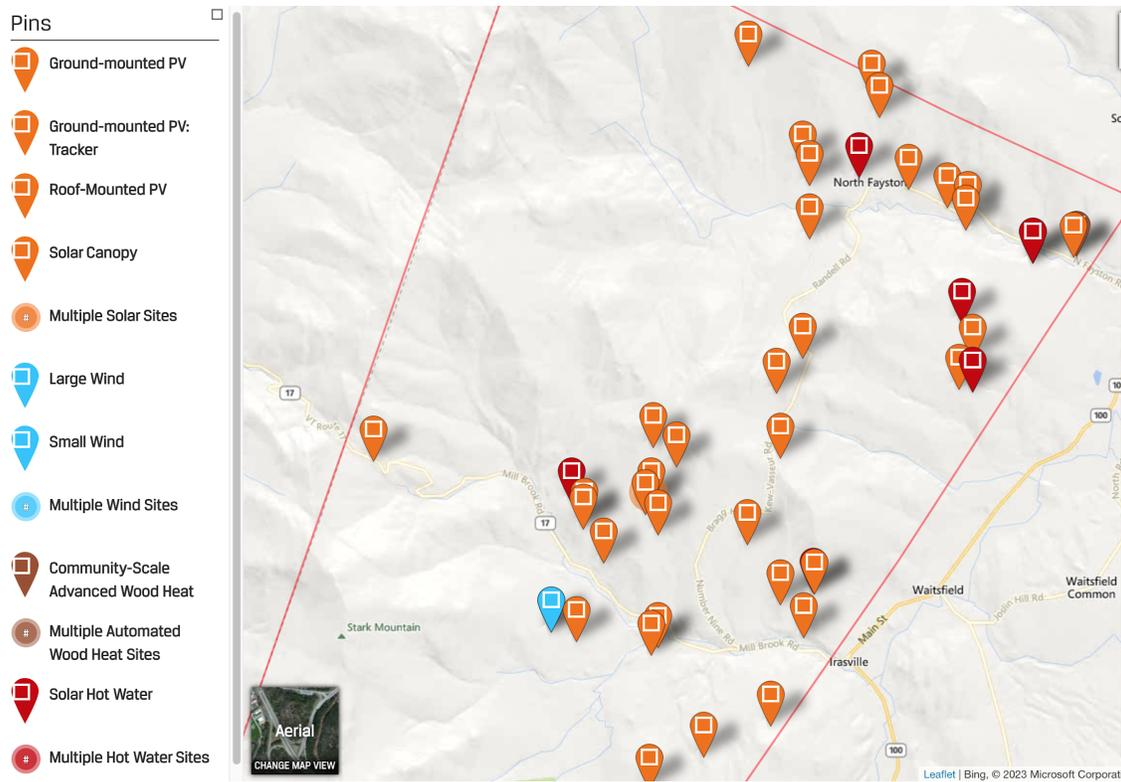 Pins
Ground-mounted PV
Ground-mounted PV:
Tracker
Roof-Mounted PV
Solar Canopy
#
Multiple Solar Sites
Large Wind
Small Wind
#
Multiple Wind Sites
Community-Scale
Advanced Wood Heat
#
Multiple Automated
Wood Heat Sites
Solar Hot Water
#
Multiple Hot Water Sites
North Fayston
N Fayston
Randell Rd
17
VT Route 17
100
Mill Brook Rd
17
Kew-Vasseur Rd
Bragg
Number Nine Rd
Waitsfield
Waitsfield
Common
Joslin Hill Rd
Main St
Stark Mountain
Mill Brook Rd
Irasville
Aerial
CHANGE MAP VIEW
100
Leaflet | Bing, © 2023 Microsoft Corporat